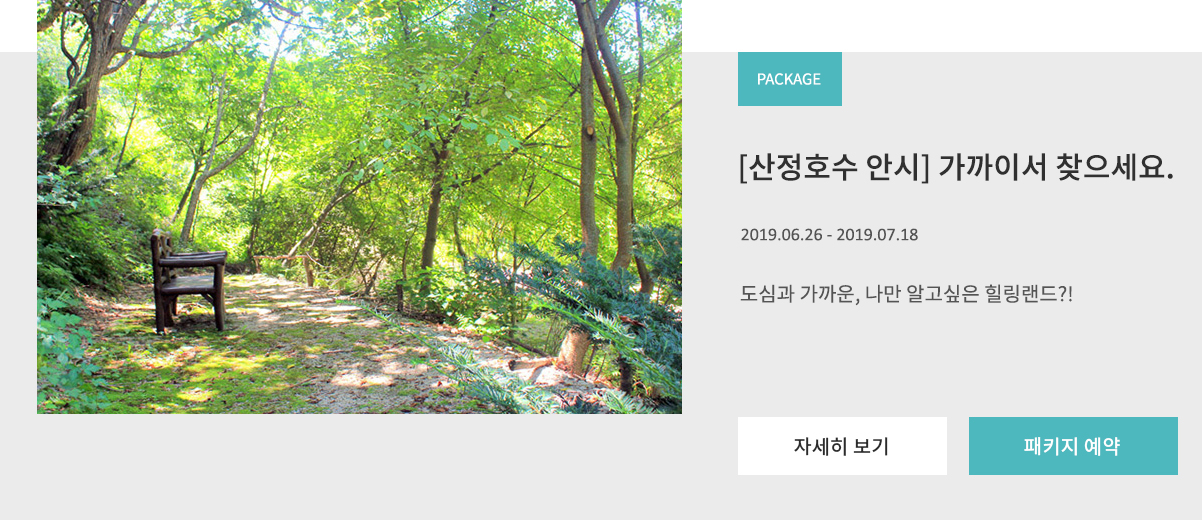 PACKAGE
[산정호수 안시] 가까이서 찾으세요.
2019.06.26 - 2019.07.18
도심과 가까운, 나만 알고싶은 힐링랜드?!
자세히 보기
패키지 예약